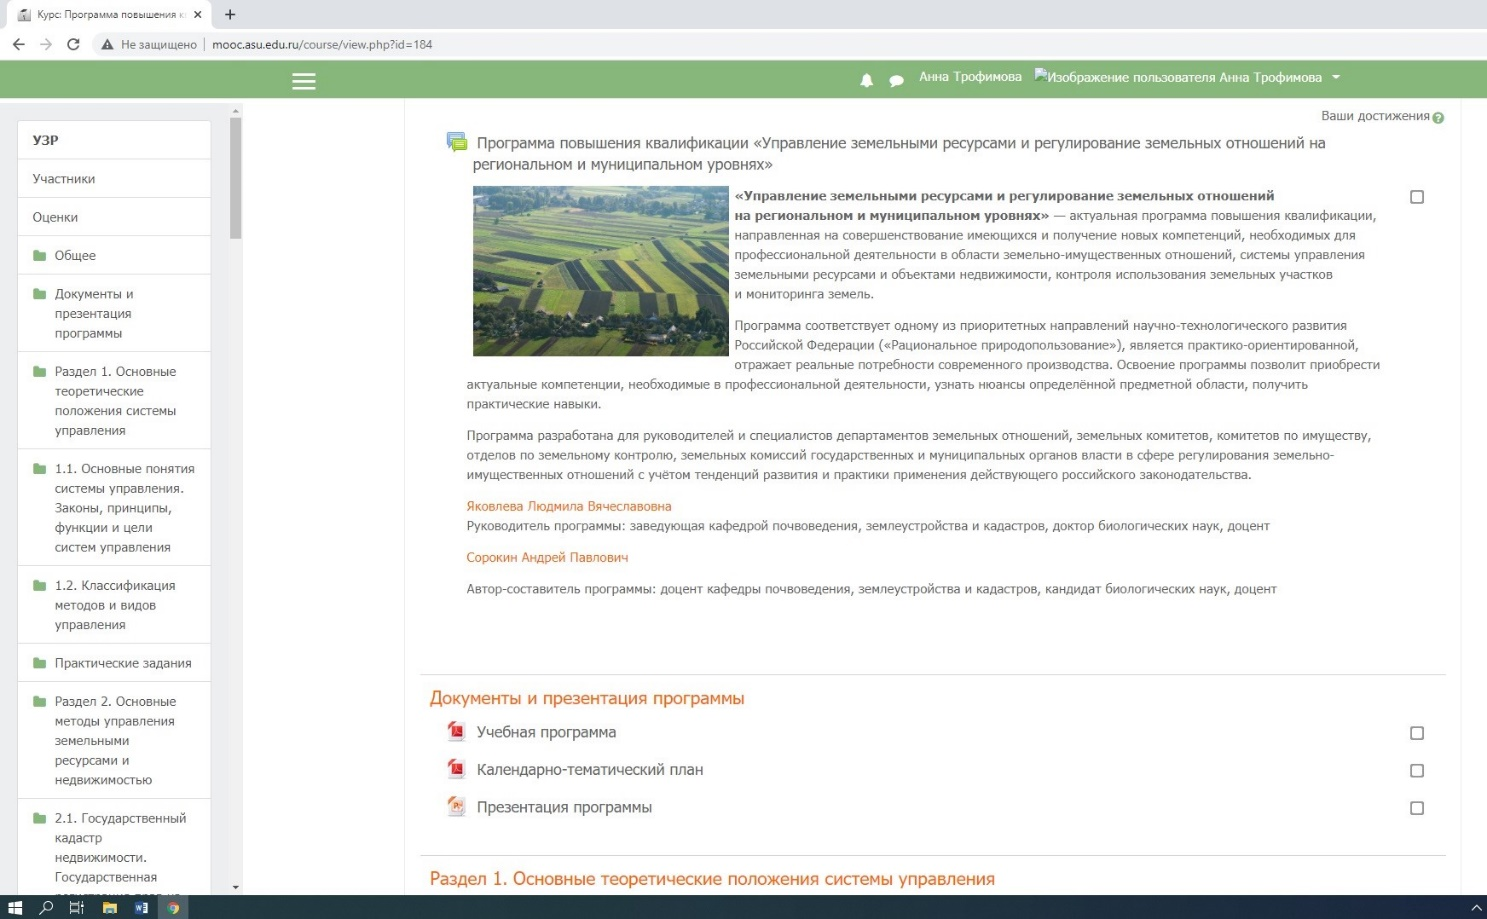 Курс: Программа повышения к
Не защищено
mooc.asu.edu.ru/course/view.php?id=184
Анна Трофимова
Изображение пользователя Анна Трофимова
УЗР
Участники
Оценки
Общее
Документы и
презентация
программы
Раздел 1. Основные
теоретические
положения системы
управления
1.1. Основные понятия
системы управления.
Законы, принципы,
функции и цели
систем управления
1.2. Классификация
методов и видов
управления
Практические задания
Раздел 2. Основные
методы управления
земельными
ресурсами и
недвижимостью
2.1. Государственный
кадастр
недвижимости.
Государственная
Ваши достижения
Программа повышения квалификации «Управление земельными ресурсами и регулирование земельных отношений на
региональном и муниципальном уровнях»
«Управление земельными ресурсами и регулирование земельных отношений
на региональном и муниципальном уровнях» — актуальная программа повышения квалификации,
направленная на совершенствование имеющихся и получение новых компетенций, необходимых для
профессиональной деятельности в области земельно-имущественных отношений, системы управления
земельными ресурсами и объектами недвижимости, контроля использования земельных участков
и мониторинга земель.
Программа соответствует одному из приоритетных направлений научно-технологического развития
Российской Федерации («Рациональное природопользование»), является практико-ориентированной,
отражает реальные потребности современного производства. Освоение программы позволит приобрести
актуальные компетенции, необходимые в профессиональной деятельности, узнать нюансы определённой предметной области, получить
практические навыки.
Программа разработана для руководителей и специалистов департаментов земельных отношений, земельных комитетов, комитетов по имуществу,
отделов по земельному контролю, земельных комиссий государственных и муниципальных органов власти в сфере регулирования земельно-
имущественных отношений с учётом тенденций развития и практики применения действующего российского законодательства.
Яковлева Людмила Вячеславовна
Руководитель программы: заведующая кафедрой почвоведения, землеустройства и кадастров, доктор биологических наук, доцент
Сорокин Андрей Павлович
Автор-составитель программы: доцент кафедры почвоведения, землеустройства и кадастров, кандидат биологических наук, доцент
Документы и презентация программы
Учебная программа
Календарно-тематический план
Презентация программы
Раздел 1. Основные теоретические положения системы управления